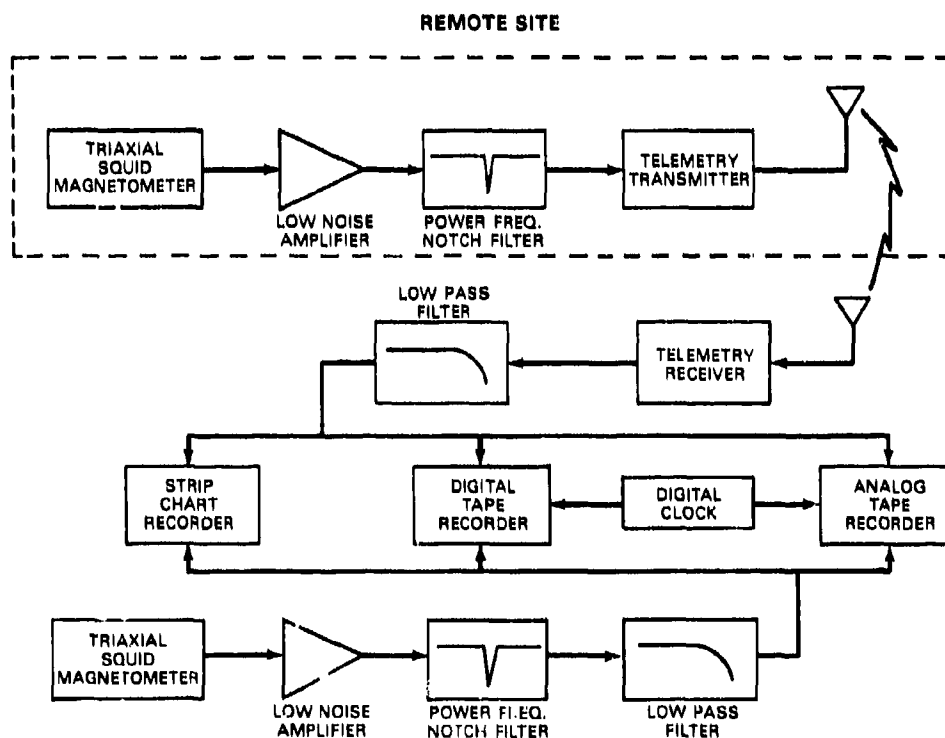 REMOTE SITE
TRIAXIAL
SQUID
MAGNETOMETER
LOW NOISE
AMPLIFIER
POWER FREQ.
NOTCH FILTER
TELEMETRY
TRANSMITTER
LOW PASS
FILTER
TELEMETRY
RECEIVER
STRIP
CHART
RECORDER
DIGITAL
TAPE
RECORDER
DIGITAL
CLOCK
ANALOG
TAPE
RECORDER
TRIAXIAL
SQUID
MAGNETOMETER
LOW NOISE
AMPLIFIER
POWER FREQ.
NOTCH FILTER
LOW PASS
FILTER